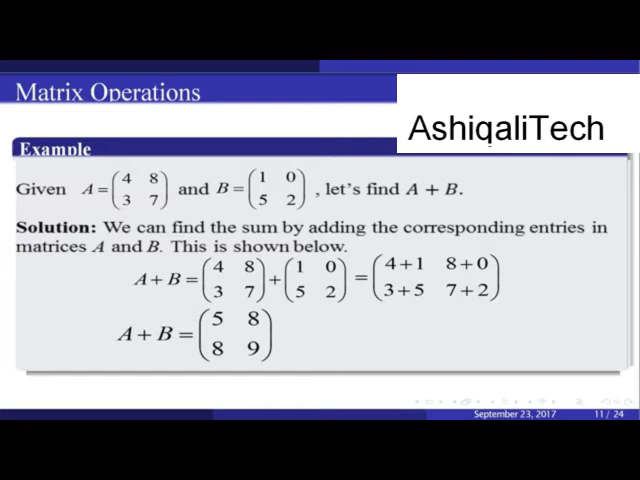 Matrix Operations
AshiqaliTech
Example
Given A = (4 8 3 7) and B = (1 0 5 2) , let's find A + B.
Solution: We can find the sum by adding the corresponding entries in
matrices A and B. This is shown below.
A + B = (4 8 3 7) + (1 0 5 2) = (4+1 8+0 3+5 7+2)
A + B = (5 8 8 9)
September 23, 2017 11 / 24